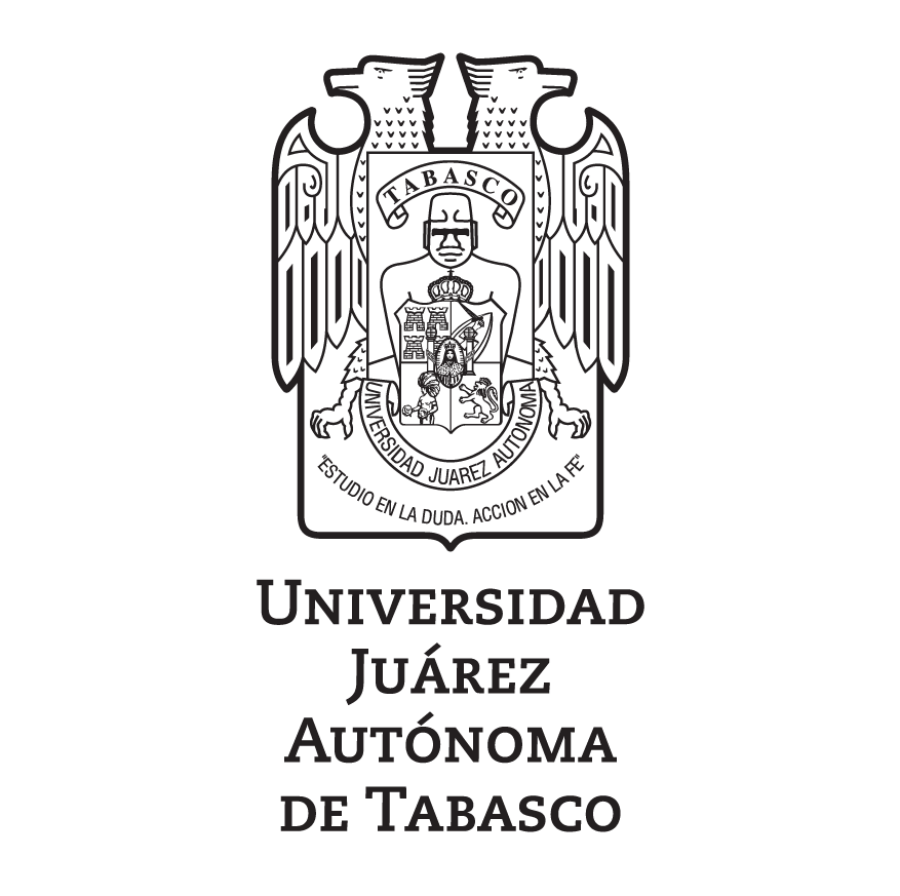 TABASCO
UNIVERSIDAD JUAREZ AUTONOMA
"ESTUDIO EN LA DUDA. ACCION EN LA FE"
UNIVERSIDAD
JUÁREZ
AUTÓNOMA
DE TABASCO